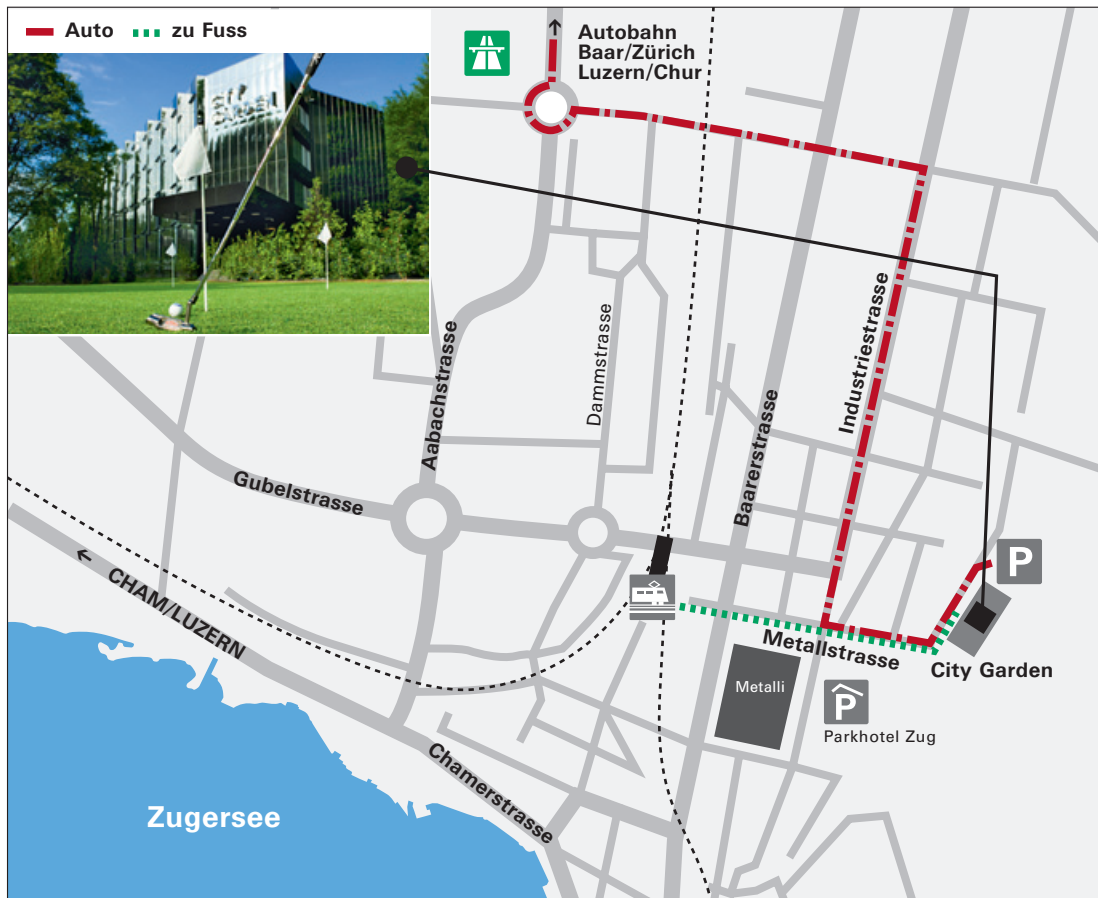 Auto zu Fuss
Autobahn
Baar/Zürich
Luzern/Chur
Aabachstrasse
Dammstrasse
Baarerstrasse
Industriestrasse
Gubelstrasse
CHAM/LUZERN
P
Metallstrasse
City Garden
Metalli
P
Parkhotel Zug
Chamerstrasse
Zugersee